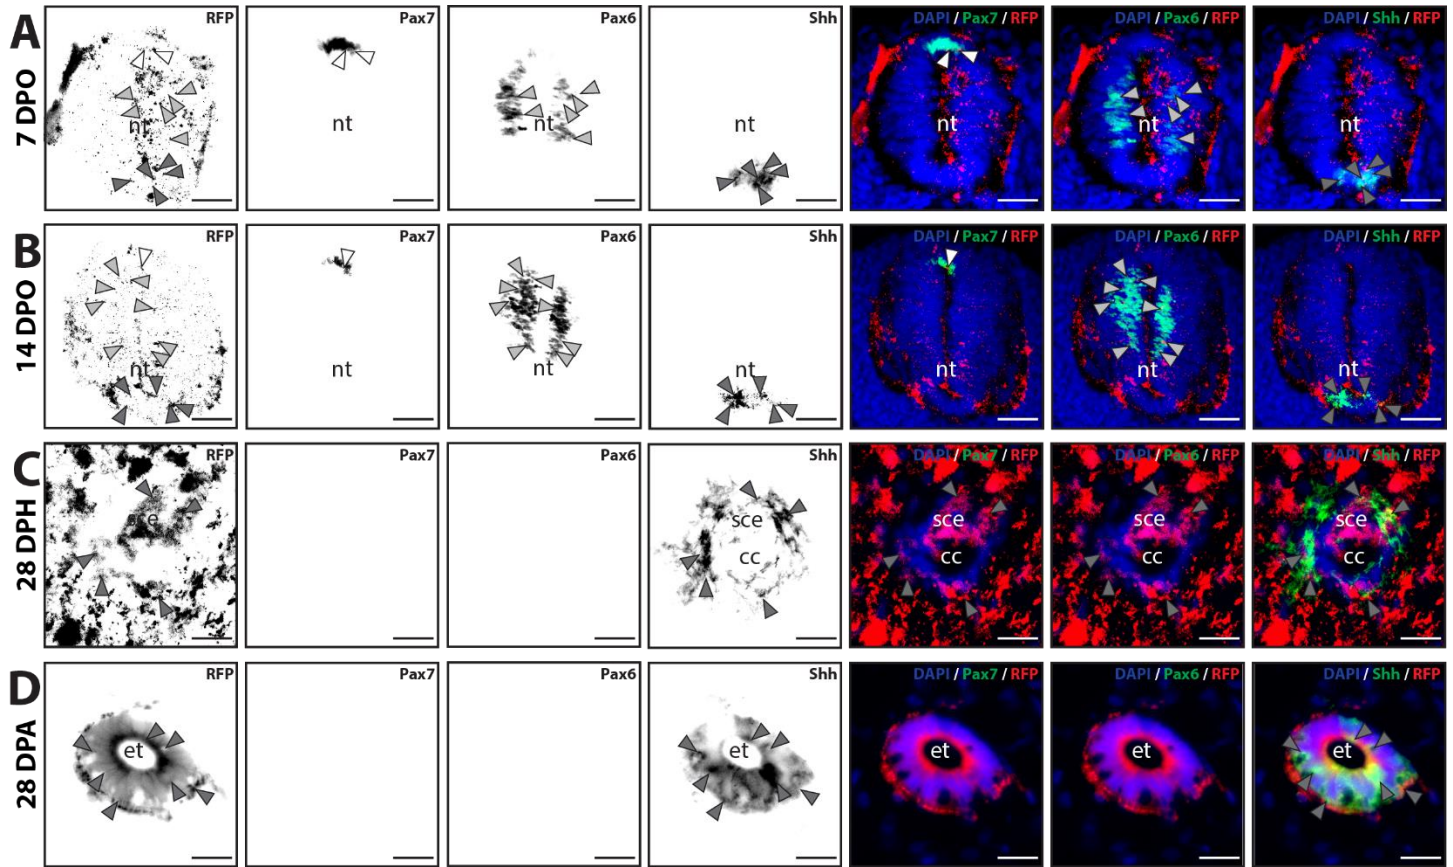 A
7 DPO
RFP
nt
Pax7
nt
Pax6
nt
Shh
nt
DAPI / Pax7 / RFP
nt
DAPI / Pax6 / RFP
nt
DAPI / Shh / RFP
nt
B
14 DPO
RFP
nt
Pax7
nt
Pax6
nt
Shh
nt
DAPI / Pax7 / RFP
nt
DAPI / Pax6 / RFP
nt
DAPI / Shh / RFP
nt
C
28 DPH
RFP
sce
Pax7
Pax6
Shh
sce
cc
DAPI / Pax7 / RFP
sce
cc
DAPI / Pax6 / RFP
sce
cc
DAPI / Shh / RFP
sce
cc
D
28 DPA
RFP
et
Pax7
Pax6
Shh
et
DAPI / Pax7 / RFP
et
DAPI / Pax6 / RFP
et
DAPI / Shh / RFP
et